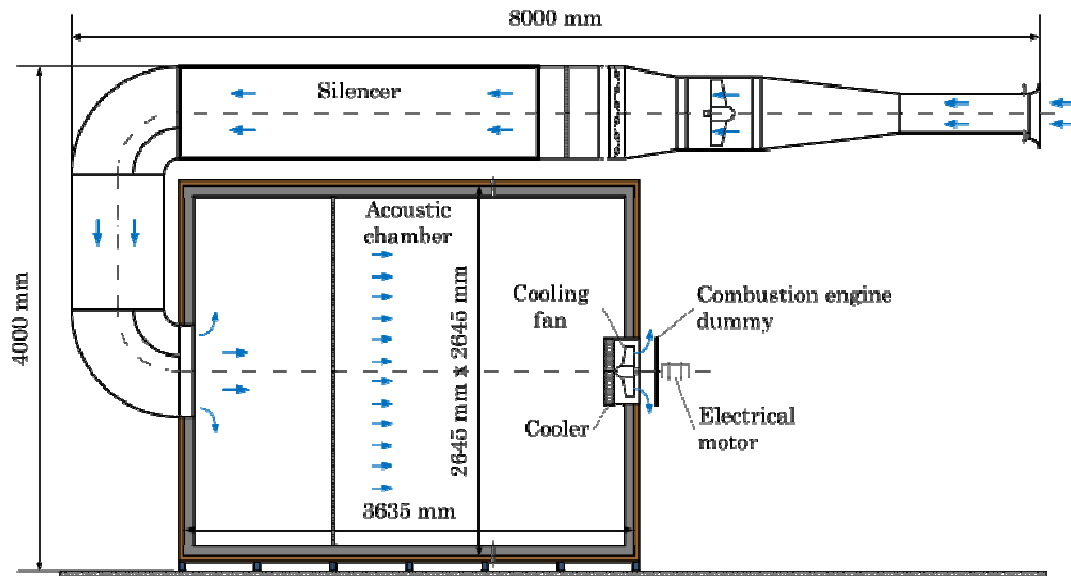 8000 mm
Silencer
Acoustic
chamber
4000 mm
2645 mm x 2645 mm
Cooling
fan
Combustion engine
dummy
Cooler
Electrical
motor
3635 mm